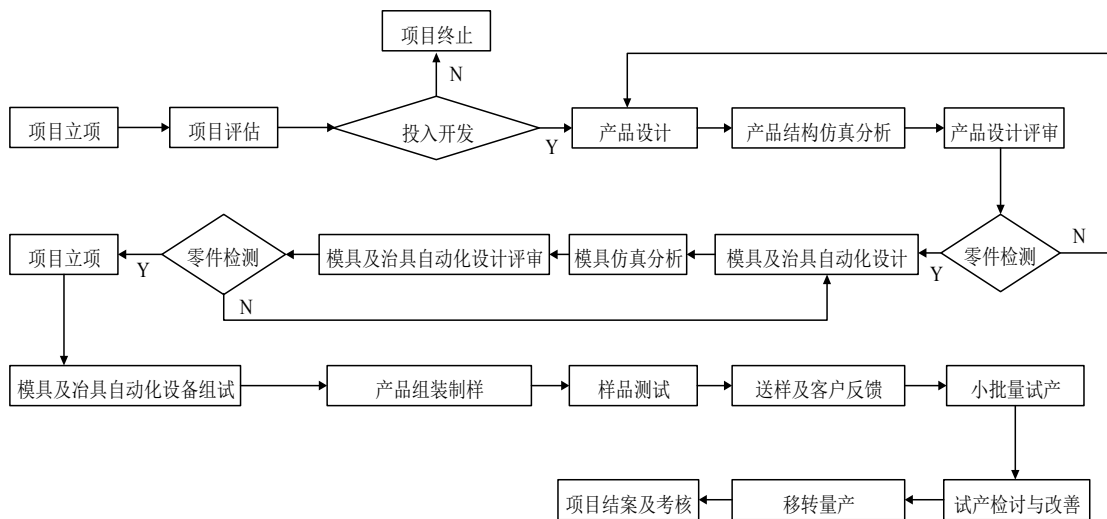 项目终止
N
项目立项
项目评估
投入开发
Y
产品设计
产品结构仿真分析
产品设计评审
项目立项
Y
零件检测
模具及治具自动化设计评审
模具仿真分析
模具及治具自动化设计
Y
零件检测
N
N
模具及冶具自动化设备组试
产品组装制样
样品测试
送样及客户反馈
小批量试产
项目结案及考核
移转量产
试产检讨与改善